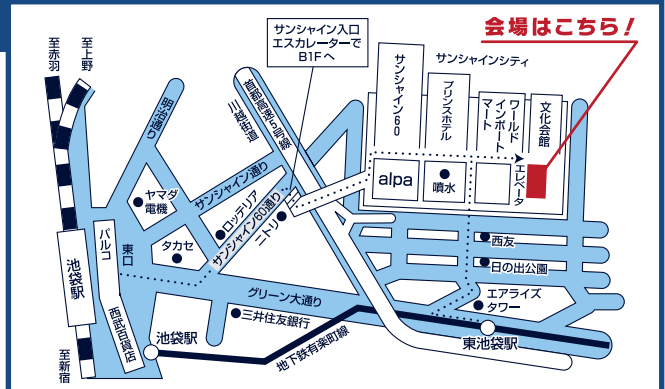 会場はこちら！
サンシャイン入口
エスカレーターで
B1Fへ
サンシャインシティ
至赤羽
至上野
明治通り
首都高速5号線
川越街道
サンシャイン60
プリンスホテル
ワールド
インポート
マート
文化会館
エレベータ
alpa
噴水
サンシャイン通り
サンシャイン60通り
ロッテリア
ニトリ
ヤマダ
電機
タカセ
パルコ
東口
池袋駅
西武百貨店
至新宿
池袋駅
グリーン大通り
三井住友銀行
地下鉄有楽町線
西友
日の出公園
エアライズ
タワー
東池袋駅